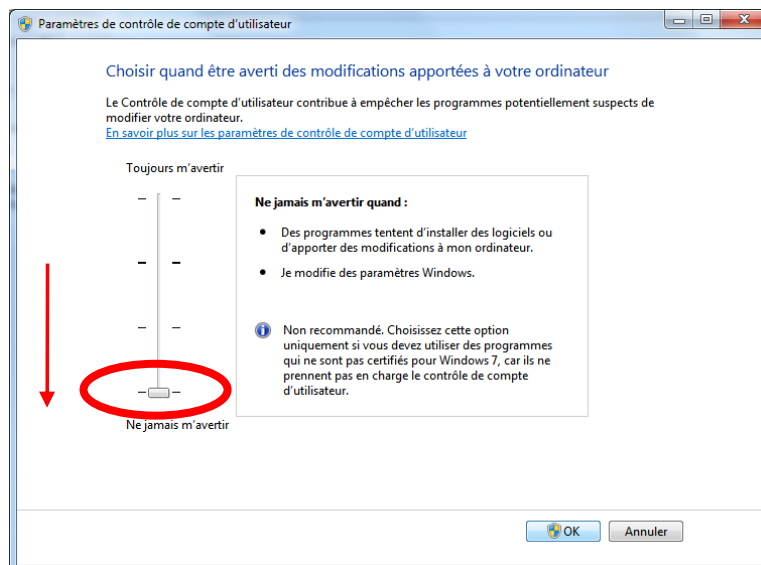 Paramètres de contrôle de compte d'utilisateur
Choisir quand être averti des modifications apportées à votre ordinateur
Le Contrôle de compte d'utilisateur contribue à empêcher les programmes potentiellement suspects de
modifier votre ordinateur.
En savoir plus sur les paramètres de contrôle de compte d'utilisateur
Toujours m'avertir
Ne jamais m'avertir quand :
• Des programmes tentent d'installer des logiciels ou
d'apporter des modifications à mon ordinateur.
• Je modifie des paramètres Windows.
Non recommandé. Choisissez cette option
uniquement si vous devez utiliser des programmes
qui ne sont pas certifiés pour Windows 7, car ils ne
prennent pas en charge le contrôle de compte
d'utilisateur.
Ne jamais m'avertir
OK
Annuler